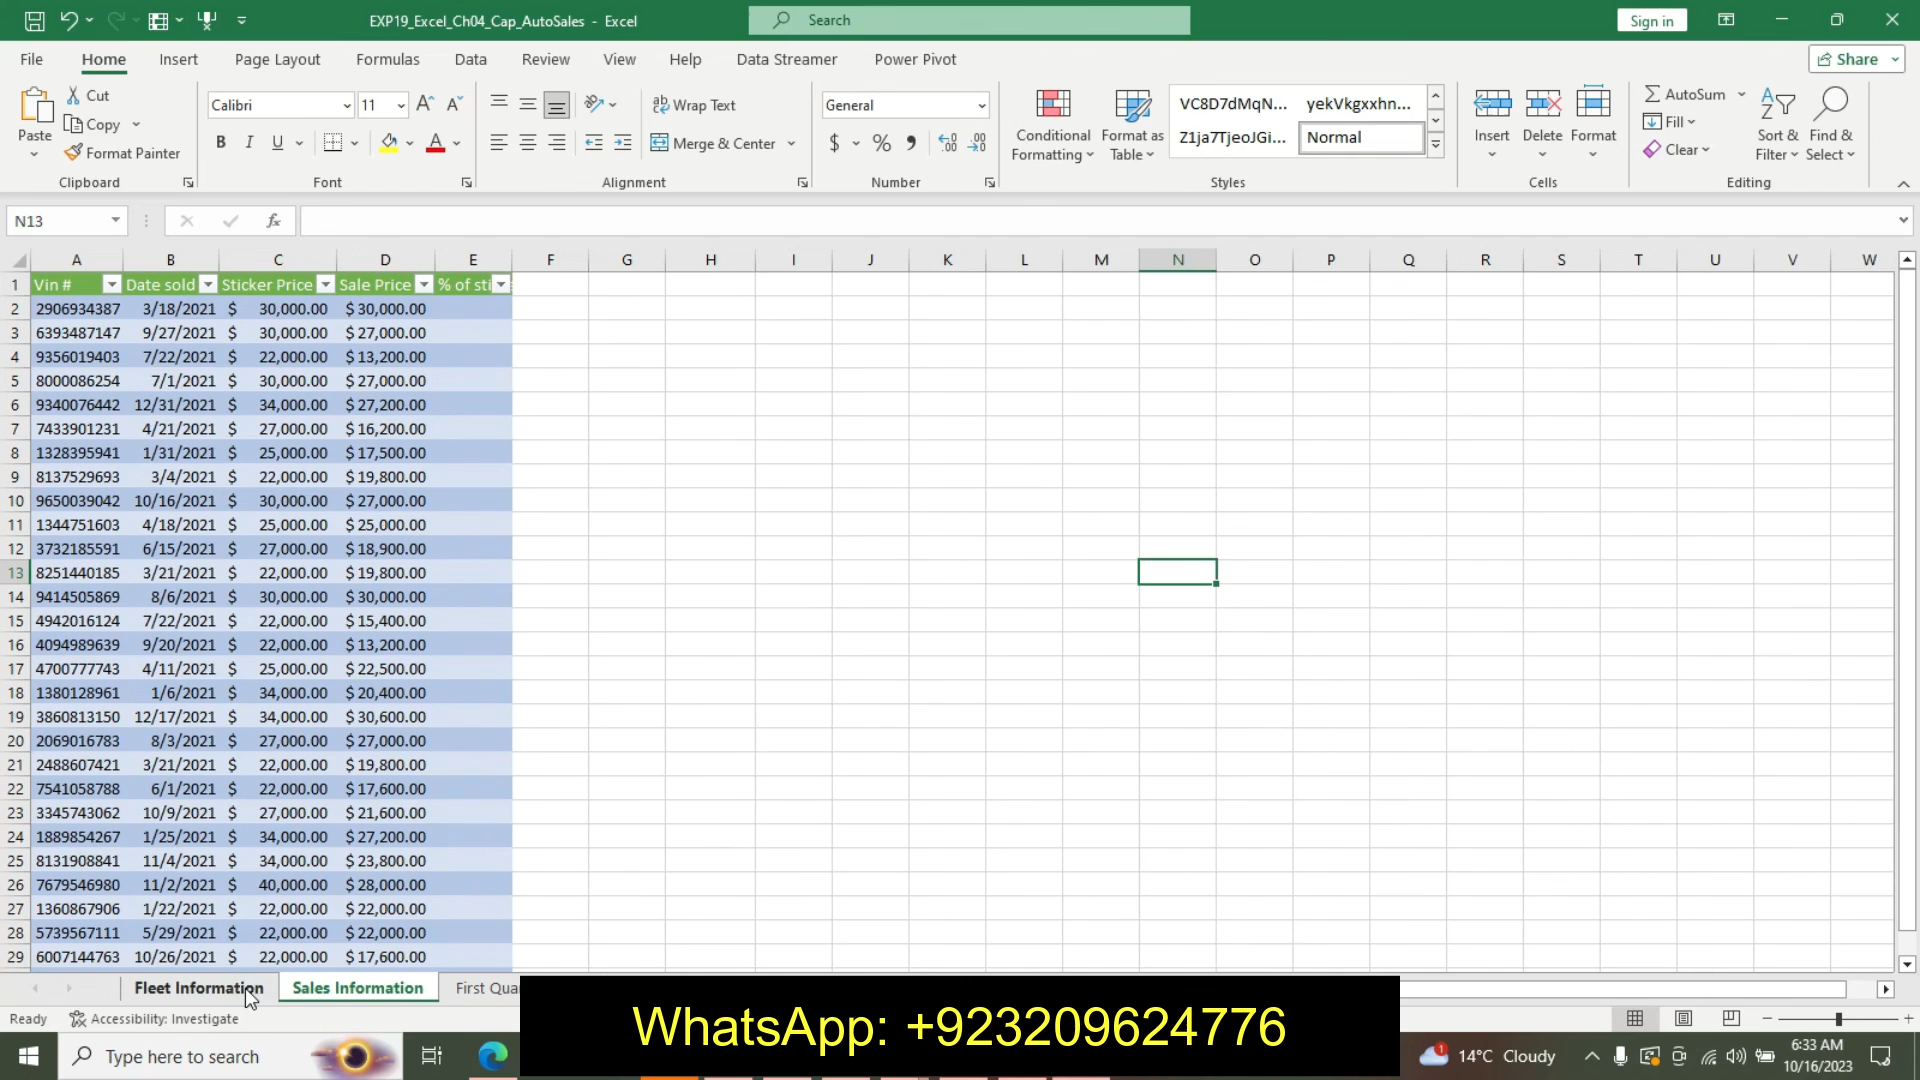 EXP19_Excel_Ch04_Cap_AutoSales - Excel
Search
Sign in
File Home Insert Page Layout Formulas Data Review View Help Data Streamer Power Pivot
Share
Paste
Cut
Copy
Format Painter
Clipboard
Calibri 11
B I U
Font
Wrap Text
Merge & Center
Alignment
General
$ % ,
Number
Conditional Formatting
Format as Table
VC8D7dMqN... yekVkgxxhn...
Z1ja7TjeoJGi... Normal
Styles
Insert Delete Format
Cells
AutoSum
Fill
Clear
Sort & Filter
Find & Select
Editing
N13
fx
A B C D E F G H I J K L M N O P Q R S T U V W
1 Vin # Date sold Sticker Price Sale Price % of sti
2 2906934387 3/18/2021 $ 30,000.00 $ 30,000.00
3 6393487147 9/27/2021 $ 30,000.00 $ 27,000.00
4 9356019403 7/22/2021 $ 22,000.00 $ 13,200.00
5 8000086254 7/1/2021 $ 30,000.00 $ 27,000.00
6 9340076442 12/31/2021 $ 34,000.00 $ 27,200.00
7 7433901231 4/21/2021 $ 27,000.00 $ 16,200.00
8 1328395941 1/31/2021 $ 25,000.00 $ 17,500.00
9 8137529693 3/4/2021 $ 22,000.00 $ 19,800.00
10 9650039042 10/16/2021 $ 30,000.00 $ 27,000.00
11 1344751603 4/18/2021 $ 25,000.00 $ 25,000.00
12 3732185591 6/15/2021 $ 27,000.00 $ 18,900.00
13 8251440185 3/21/2021 $ 22,000.00 $ 19,800.00
14 9414505869 8/6/2021 $ 30,000.00 $ 30,000.00
15 4942016124 7/22/2021 $ 22,000.00 $ 15,400.00
16 4094989639 9/20/2021 $ 22,000.00 $ 13,200.00
17 4700777743 4/11/2021 $ 25,000.00 $ 22,500.00
18 1380128961 1/6/2021 $ 34,000.00 $ 20,400.00
19 3860813150 12/17/2021 $ 34,000.00 $ 30,600.00
20 2069016783 8/3/2021 $ 27,000.00 $ 27,000.00
21 2488607421 3/21/2021 $ 22,000.00 $ 19,800.00
22 7541058788 6/1/2021 $ 22,000.00 $ 17,600.00
23 3345743062 10/9/2021 $ 27,000.00 $ 21,600.00
24 1889854267 1/25/2021 $ 34,000.00 $ 27,200.00
25 8131908841 11/4/2021 $ 34,000.00 $ 23,800.00
26 7679546980 11/2/2021 $ 40,000.00 $ 28,000.00
27 1360867906 1/22/2021 $ 22,000.00 $ 22,000.00
28 5739567111 5/29/2021 $ 22,000.00 $ 22,000.00
29 6007144763 10/26/2021 $ 22,000.00 $ 17,600.00
Fleet Information Sales Information First Qua
WhatsApp: +923209624776
Ready Accessibility: Investigate
Type here to search
14°C Cloudy
6:33 AM
10/16/2023